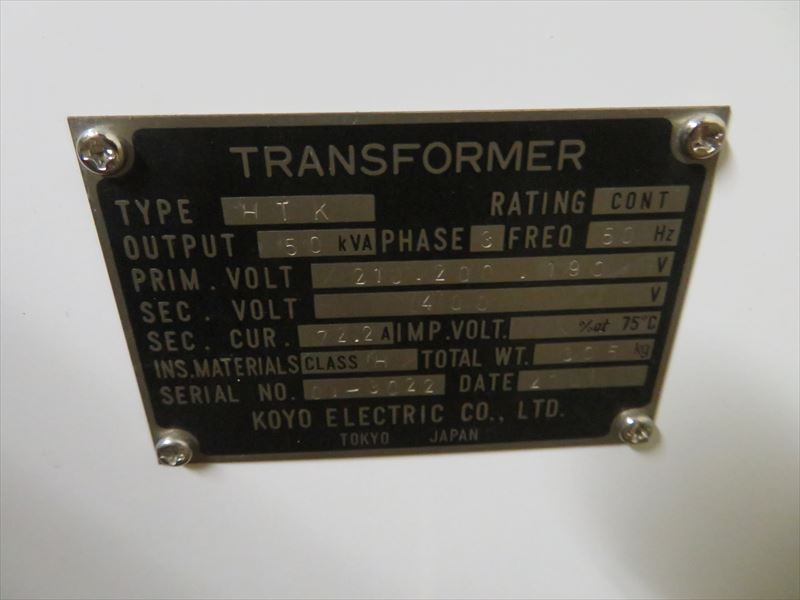 TRANSFORMER
TYPE HTK RATING CONT
OUTPUT 50 kVA PHASE 3 FREQ 50 Hz
PRIM. VOLT 210.200.190 V
SEC. VOLT 400 V
SEC. CUR. 72.2 A IMP. VOLT. % at 75°C
INS. MATERIALS CLASS H TOTAL WT. kg
SERIAL NO. DATE
KOYO ELECTRIC CO., LTD.
TOKYO JAPAN